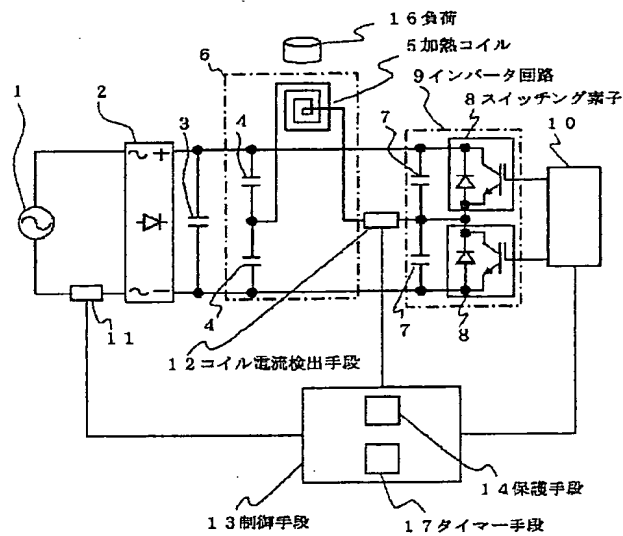 １６負荷
５加熱コイル
６
９インバータ回路
８スイッチング素子
１
２
３
４
７
１０
～＋
～－
４
７
８
１１
１２コイル電流検出手段
１４保護手段
１３制御手段
１７タイマー手段